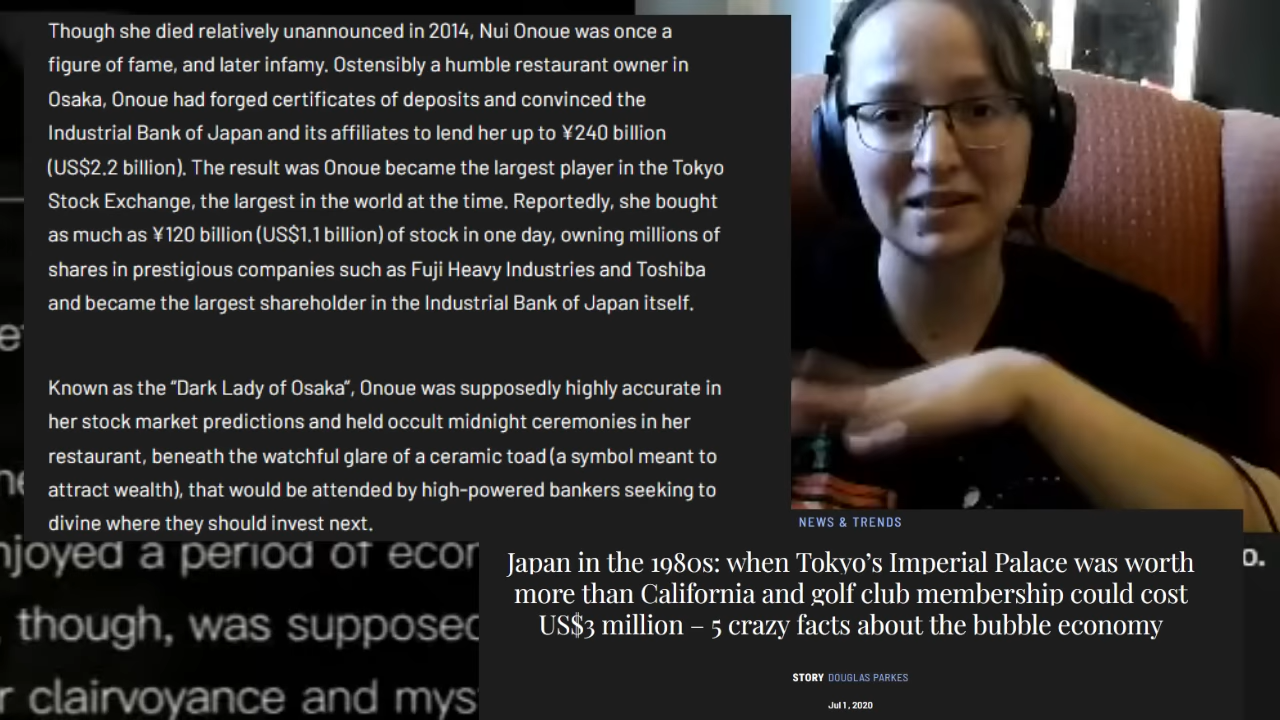 Though she died relatively unannounced in 2014, Nui Onoue was once a
figure of fame, and later infamy. Ostensibly a humble restaurant owner in
Osaka, Onoue had forged certificates of deposits and convinced the
Industrial Bank of Japan and its affiliates to lend her up to ¥240 billion
(US$2.2 billion). The result was Onoue became the largest player in the Tokyo
Stock Exchange, the largest in the world at the time. Reportedly, she bought
as much as ¥120 billion (US$1.1 billion) of stock in one day, owning millions of
shares in prestigious companies such as Fuji Heavy Industries and Toshiba
and became the largest shareholder in the Industrial Bank of Japan itself.
Known as the “Dark Lady of Osaka”, Onoue was supposedly highly accurate in
her stock market predictions and held occult midnight ceremonies in her
restaurant, beneath the watchful glare of a ceramic toad (a symbol meant to
attract wealth), that would be attended by high-powered bankers seeking to
divine where they should invest next.
NEWS & TRENDS
Japan in the 1980s: when Tokyo’s Imperial Palace was worth
more than California and golf club membership could cost
US$3 million – 5 crazy facts about the bubble economy
STORY DOUGLAS PARKES
Jul 1, 2020
a period of
though, was
clairvoyance and